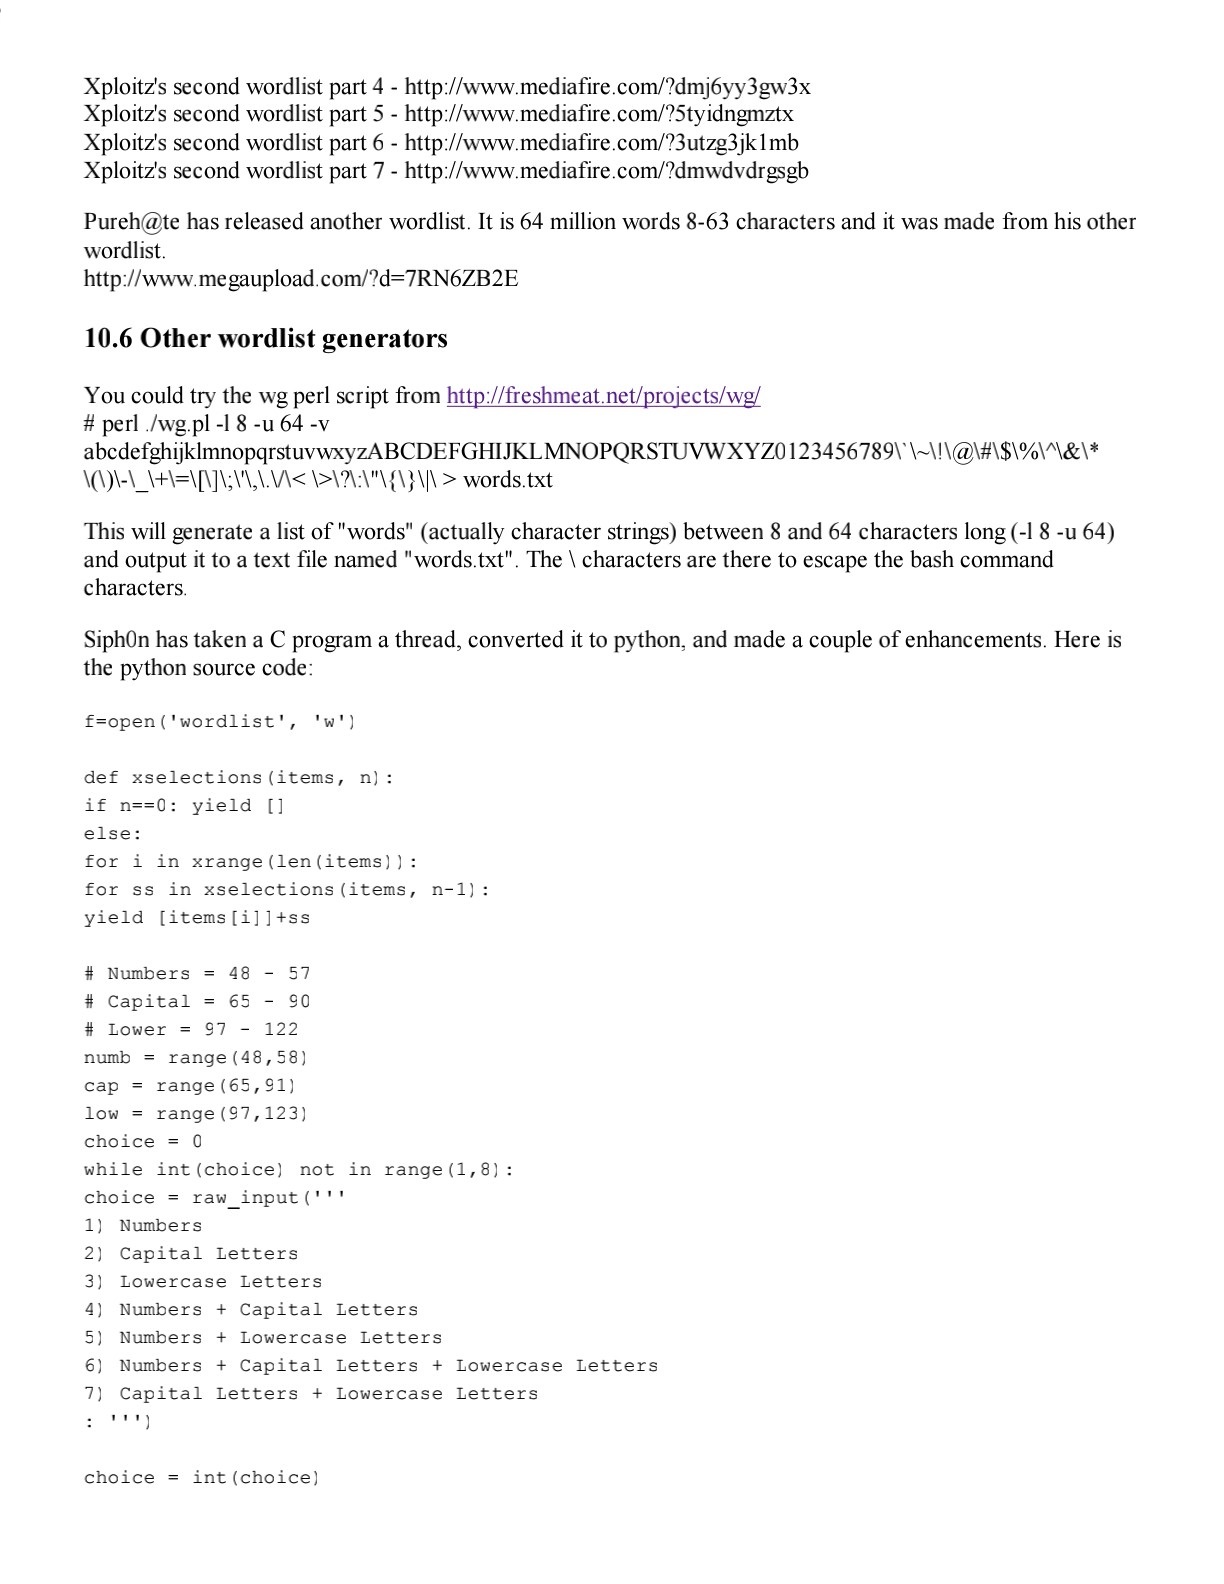 Xploitz's second wordlist part 4 - http://www.mediafire.com/?dmj6yy3gw3x
Xploitz's second wordlist part 5 - http://www.mediafire.com/?5tyidngmztx
Xploitz's second wordlist part 6 - http://www.mediafire.com/?3utzg3jk1mb
Xploitz's second wordlist part 7 - http://www.mediafire.com/?dmwdvdrgsgb
Pureh@te has released another wordlist. It is 64 million words 8-63 characters and it was made from his other
wordlist.
http://www.megaupload.com/?d=7RN6ZB2E
10.6 Other wordlist generators
You could try the wg perl script from http://freshmeat.net/projects/wg/
# perl ./wg.pl -l 8 -u 64 -v
abcdefghijklmnopqrstuvwxyzABCDEFGHIJKLMNOPQRSTUVWXYZ0123456789\`\~\!\@\#\$\%\^\&\*
\(\)\-\_\+\=\[\]\;\'\,\.\/\< \>\?\:\"\{\}\|\ > words.txt
This will generate a list of "words" (actually character strings) between 8 and 64 characters long (-l 8 -u 64)
and output it to a text file named "words.txt". The \ characters are there to escape the bash command
characters.
Siph0n has taken a C program a thread, converted it to python, and made a couple of enhancements. Here is
the python source code:
f=open('wordlist', 'w')
def xselections(items, n):
if n==0: yield []
else:
for i in xrange(len(items)):
for ss in xselections(items, n-1):
yield [items[i]]+ss
# Numbers = 48 - 57
# Capital = 65 - 90
# Lower = 97 - 122
numb = range(48,58)
cap = range(65,91)
low = range(97,123)
choice = 0
while int(choice) not in range(1,8):
choice = raw_input('''
1) Numbers
2) Capital Letters
3) Lowercase Letters
4) Numbers + Capital Letters
5) Numbers + Lowercase Letters
6) Numbers + Capital Letters + Lowercase Letters
7) Capital Letters + Lowercase Letters
: ''')
choice = int(choice)